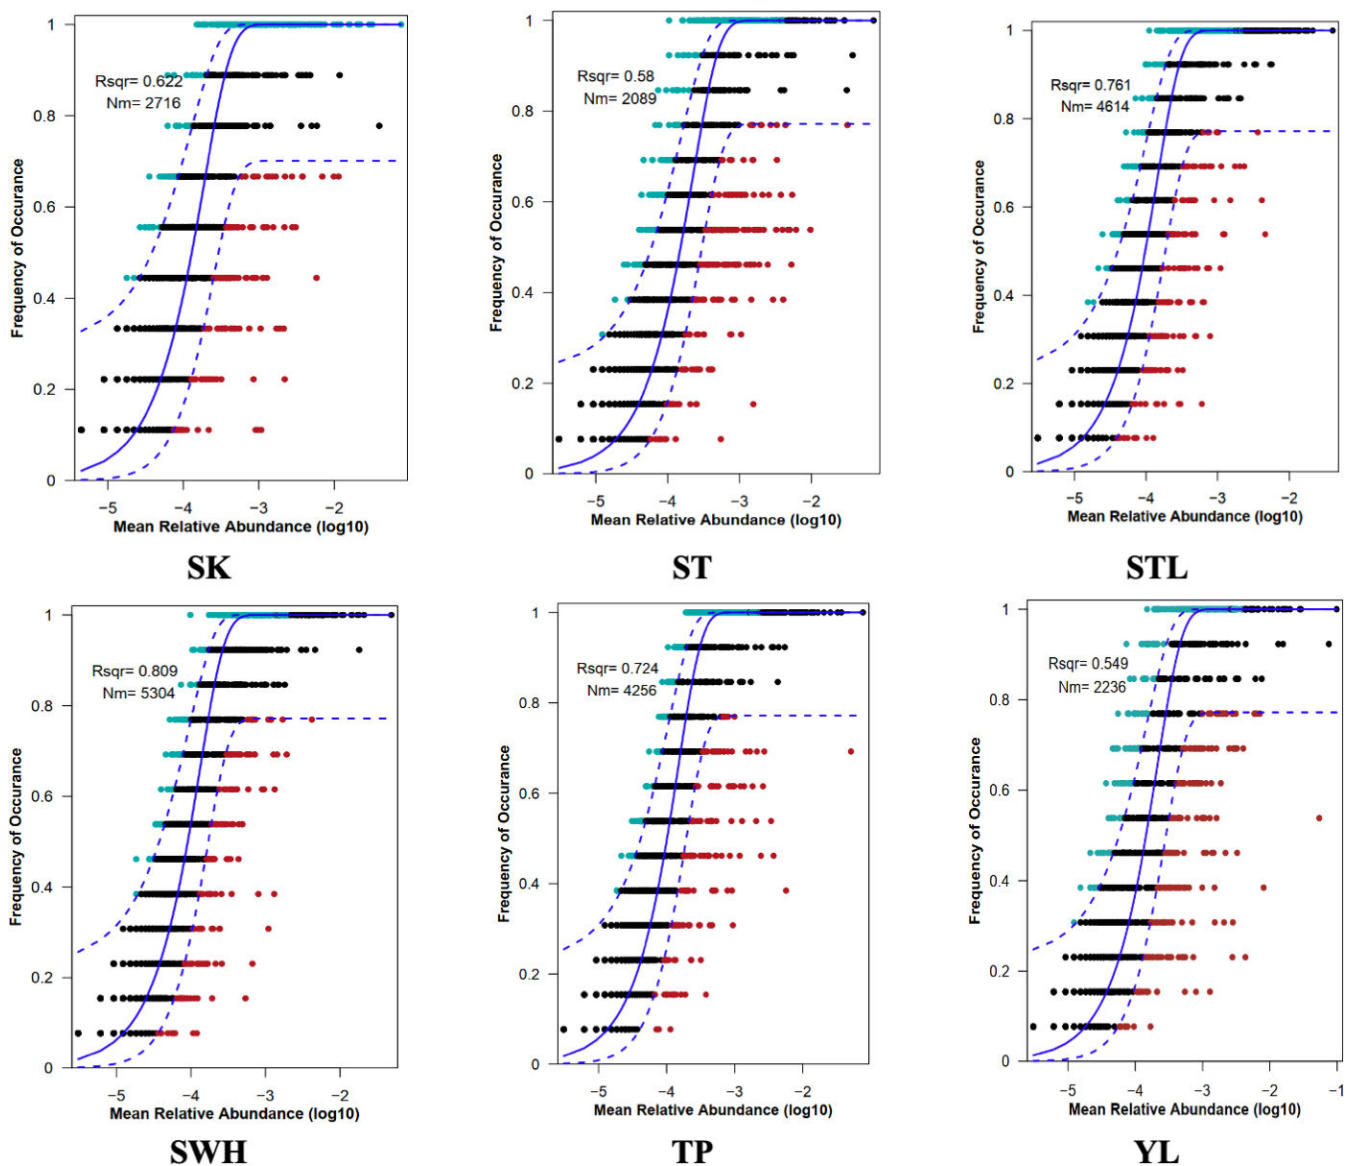 1
0.8
0.6
0.4
0.2
0
Frequency of Occurance
Rsqr= 0.622
Nm= 2716
−5 −4 −3 −2
Mean Relative Abundance (log10)
SK
1
0.8
0.6
0.4
0.2
0
Frequency of Occurance
Rsqr= 0.58
Nm= 2089
−5 −4 −3 −2
Mean Relative Abundance (log10)
ST
1
0.8
0.6
0.4
0.2
0
Frequency of Occurance
Rsqr= 0.761
Nm= 4614
−5 −4 −3 −2
Mean Relative Abundance (log10)
STL
1
0.8
0.6
0.4
0.2
0
Frequency of Occurance
Rsqr= 0.809
Nm= 5304
−5 −4 −3 −2
Mean Relative Abundance (log10)
SWH
1
0.8
0.6
0.4
0.2
0
Frequency of Occurance
Rsqr= 0.724
Nm= 4256
−5 −4 −3 −2
Mean Relative Abundance (log10)
TP
1
0.8
0.6
0.4
0.2
0
Frequency of Occurance
Rsqr= 0.549
Nm= 2236
−5 −4 −3 −2 −1
Mean Relative Abundance (log10)
YL